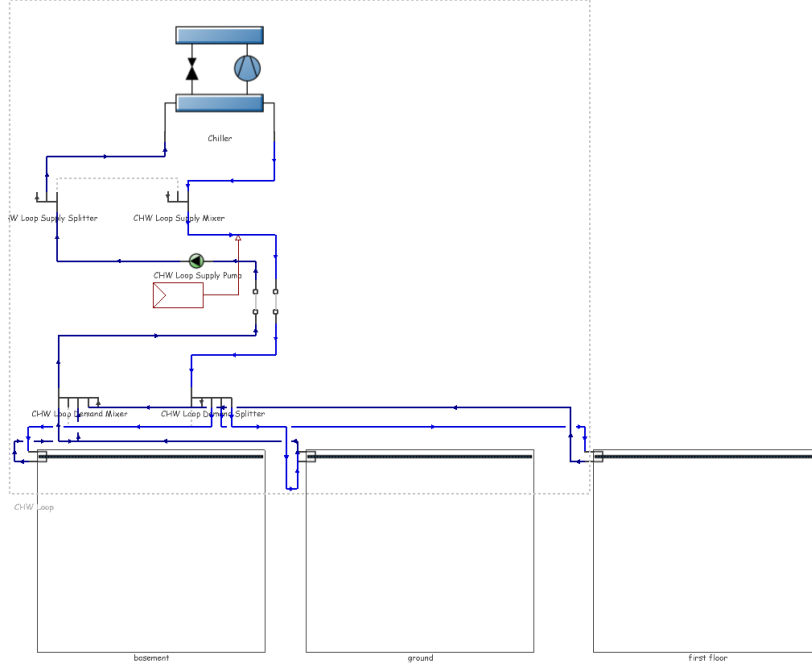 Chiller
W Loop Supply Splitter
CHW Loop Supply Mixer
CHW Loop Supply Pump
CHW Loop Demand Mixer
CHW Loop Demand Splitter
CHW Loop
basement
ground
first floor